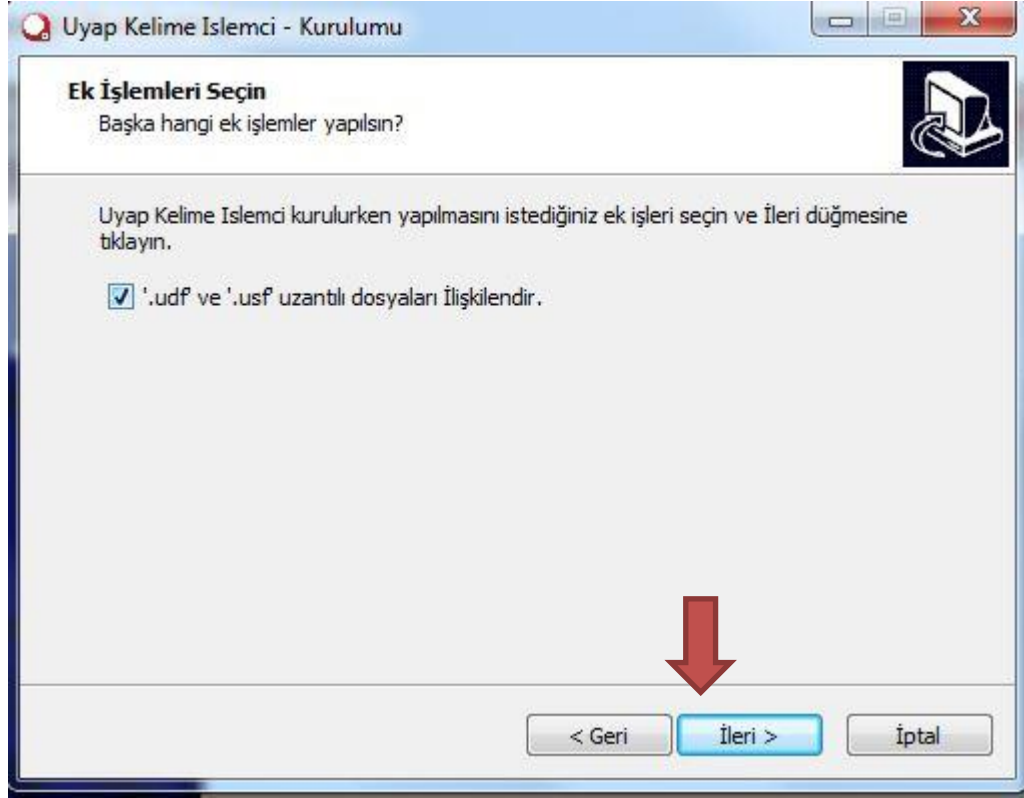 Uyap Kelime Islemci - Kurulumu
Ek İşlemleri Seçin
Başka hangi ek işlemler yapılsın?
Uyap Kelime Islemci kurulurken yapılmasını istediğiniz ek işleri seçin ve İleri düğmesine
tıklayın.
'.udf' ve '.usf' uzantılı dosyaları İlişkilendir.
< Geri
İleri >
İptal